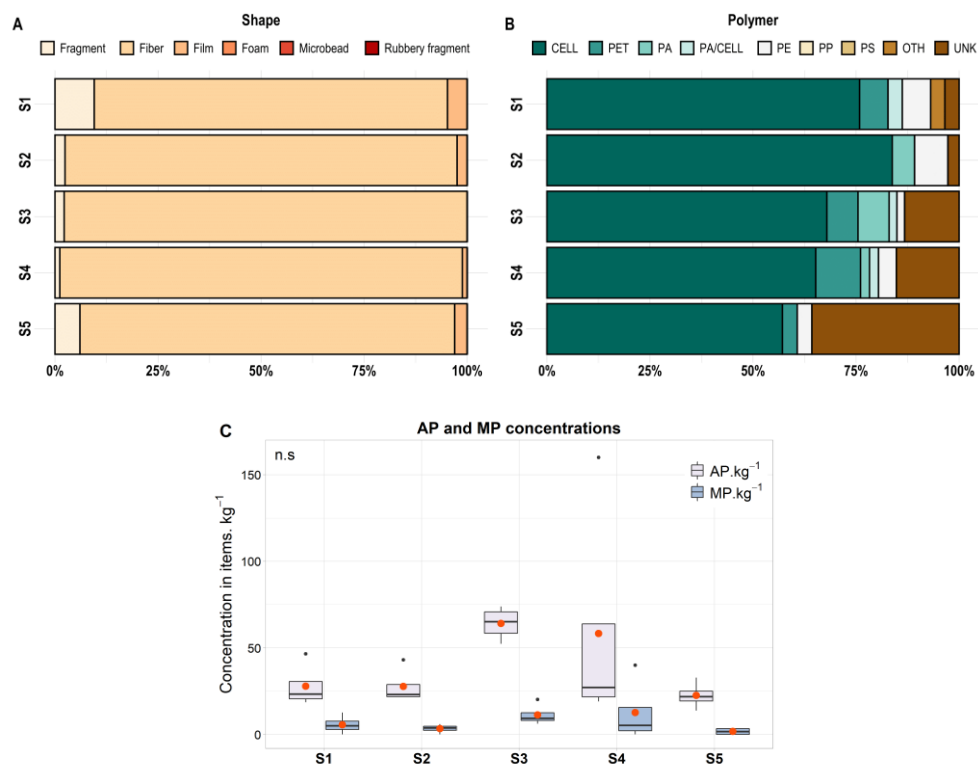 A
Shape
Fragment Fiber Film Foam Microbead Rubbery fragment
S1
S2
S3
S4
S5
0% 25% 50% 75% 100%
B
Polymer
CELL PET PA PA/CELL PE PP PS OTH UNK
S1
S2
S3
S4
S5
0% 25% 50% 75% 100%
C
AP and MP concentrations
n.s
AP.kg⁻¹
MP.kg⁻¹
Concentration in items. kg⁻¹
150
100
50
0
S1 S2 S3 S4 S5